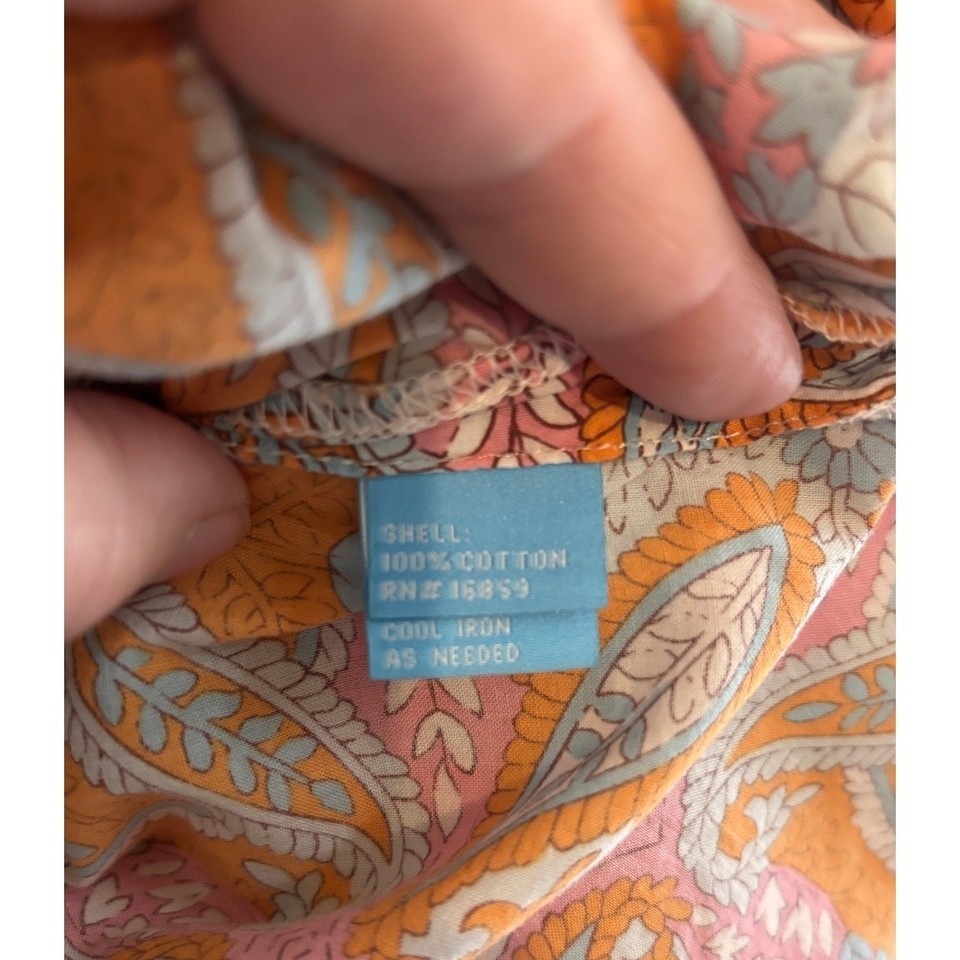 SHELL:
100% COTTON
RN# 16859
COOL IRON
AS NEEDED